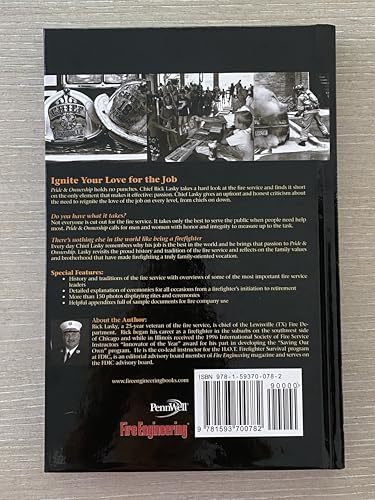 Ignite Your Love for the Job
Pride & Ownership holds no punches. Chief Rick Lasky takes a hard look at the fire service and finds it short
on the only element that makes it effective: passion. Chief Lasky gives an upfront and honest criticism about
the need to reignite the love of the job on every level, from chiefs on down.
Do you have what it takes?
Not everyone is cut out for the fire service. It takes only the best to serve the public when people need help
most. Pride & Ownership calls for men and women with honor and integrity to measure up to the task.
There's nothing else in the world like being a firefighter
Every day Chief Lasky remembers why his job is the best in the world and he brings that passion to Pride &
Ownership. Lasky revisits the proud history and tradition of the fire service and reflects on the family values
and brotherhood that have made firefighting a truly family-oriented vocation.
Special Features:
• History and traditions of the fire service with overviews of some of the most important fire service
leaders
• Detailed explanation of ceremonies for all occasions from a firefighter's initiation to retirement
• More than 150 photos displaying sites and ceremonies
• Helpful appendices full of sample documents for fire company use
About the Author:
Rick Lasky, a 25-year veteran of the fire service, is chief of the Lewisville (TX) Fire De-
partment. Rick began his career as a firefighter in the suburbs on the southwest side
of Chicago and while in Illinois received the 1996 International Society of Fire Service
Instructors "Innovator of the Year" award for his part in developing the "Saving Our
Own" program. He is the co-lead instructor for the H.O.T. Firefighter Survival program
at FDIC, is an editorial advisory board member of Fire Engineering magazine and serves on
the FDIC advisory board.
www.fireengineeringbooks.com
PennWell
Fire Engineering
ISBN 978-1-59370-078-2
90000
9 781593 700782